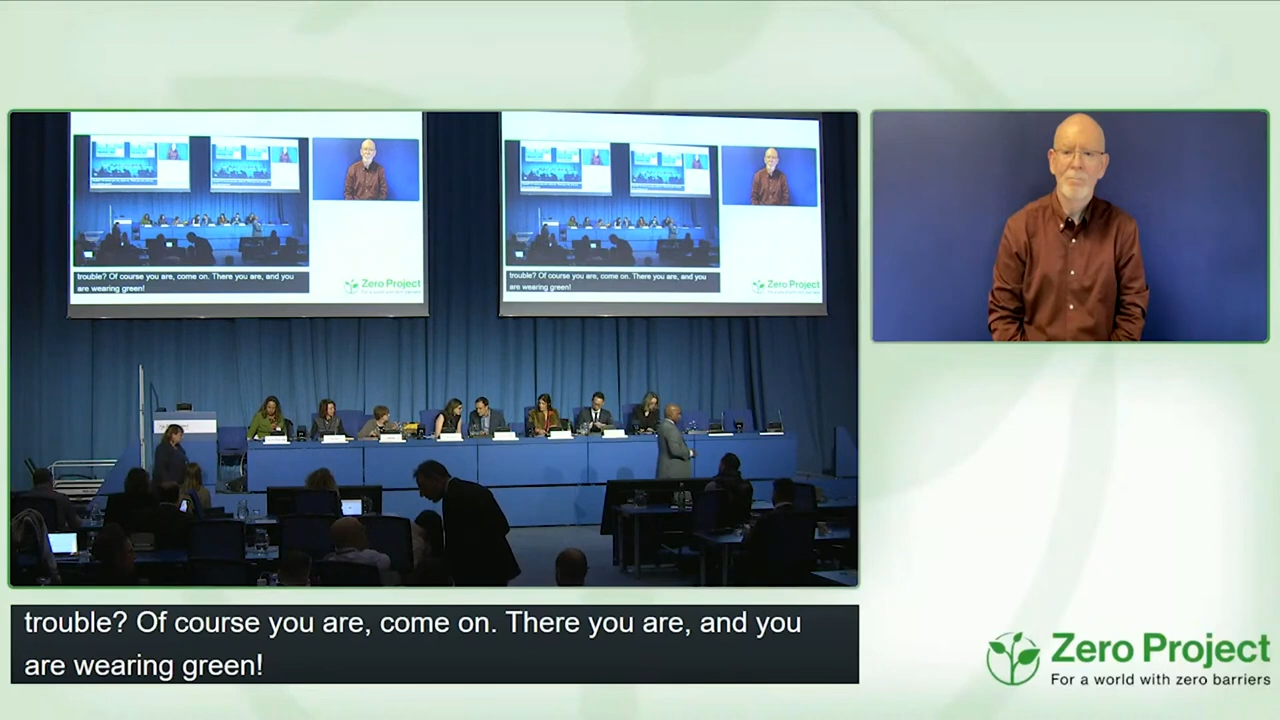 trouble? Of course you are, come on. There you are, and you
are wearing green!
Zero Project
trouble? Of course you are, come on. There you are, and you
are wearing green!
Zero Project
trouble? Of course you are, come on. There you are, and you
are wearing green!
Zero Project
For a world with zero barriers